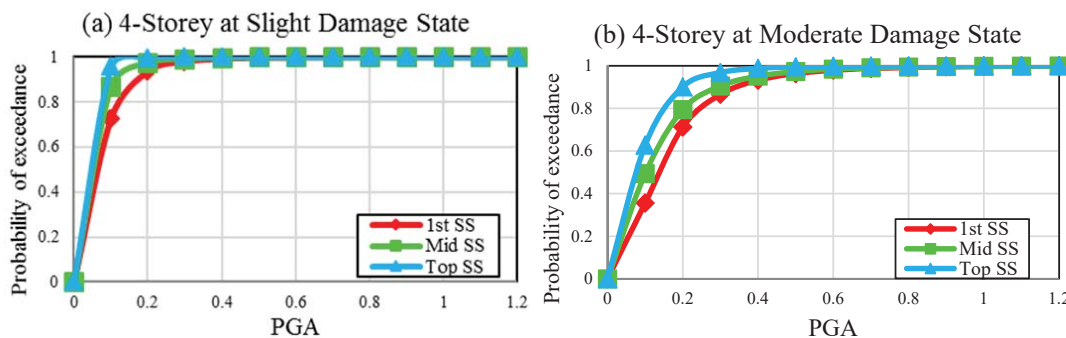 (a) 4-Storey at Slight Damage State
1
0.8
0.6
0.4
0.2
0
0
0.2
0.4
0.6
0.8
1
1.2
Probability of exceedance
PGA
1st SS
Mid SS
Top SS
(b) 4-Storey at Moderate Damage State
1
0.8
0.6
0.4
0.2
0
0
0.2
0.4
0.6
0.8
1
1.2
Probability of exceedance
PGA
1st SS
Mid SS
Top SS